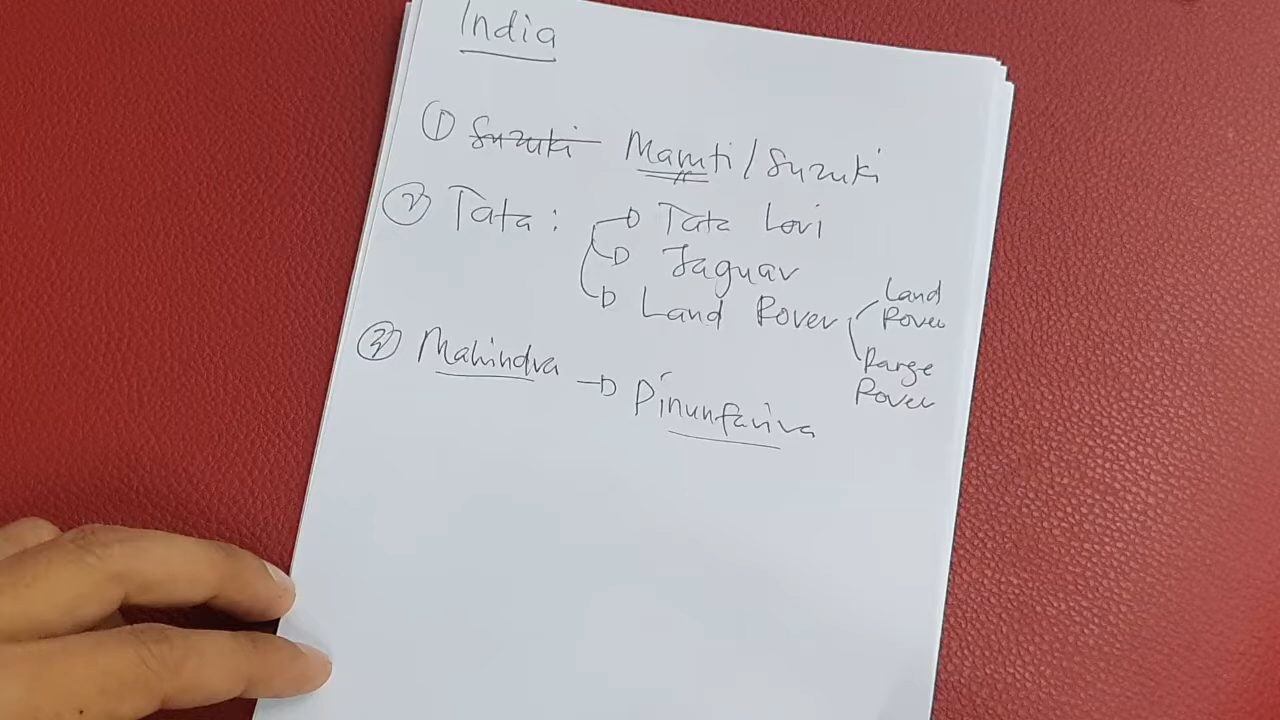 India
① Suzuki Maruti/Suzuki
② Tata: Tata Lori
Jaguar
Land Rover Land Rover
Range Rover
③ Mahindra Pinunfarina